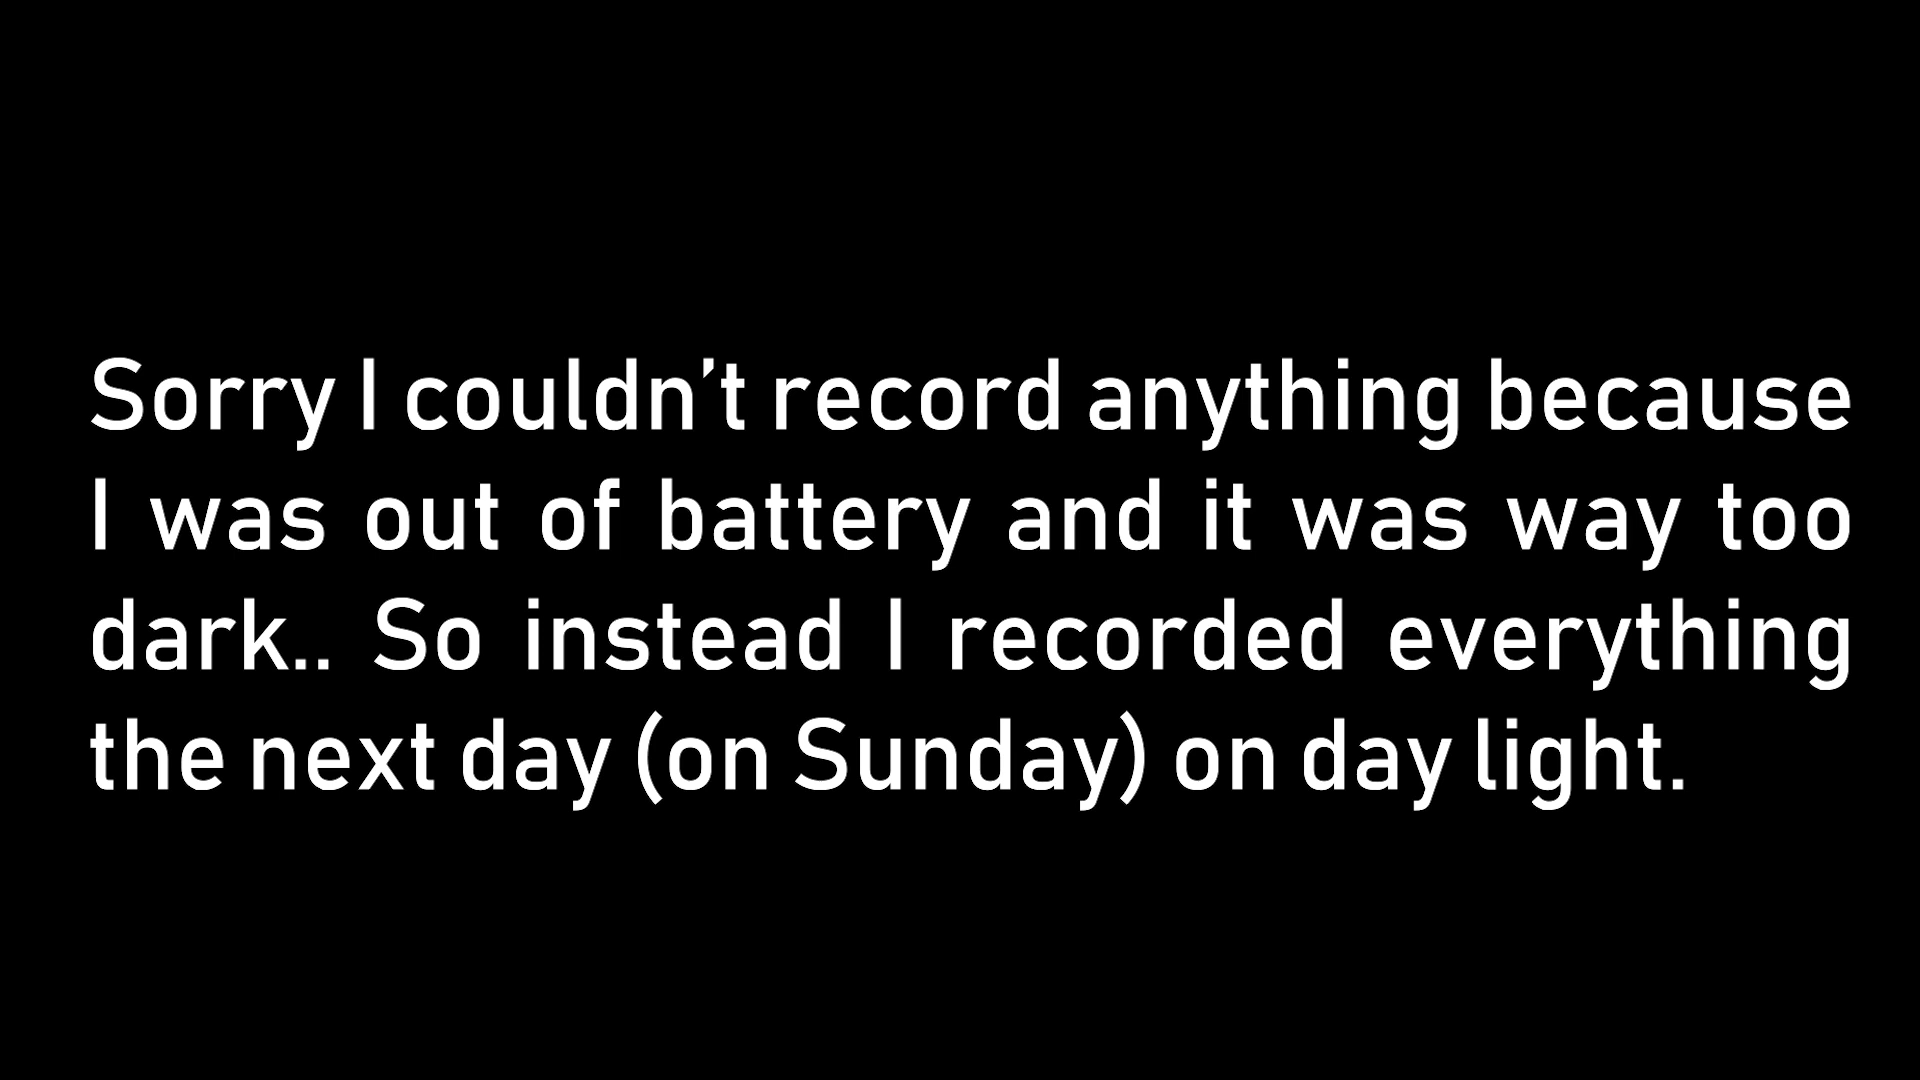 Sorry I couldn’t record anything because
I was out of battery and it was way too
dark.. So instead I recorded everything
the next day (on Sunday) on day light.